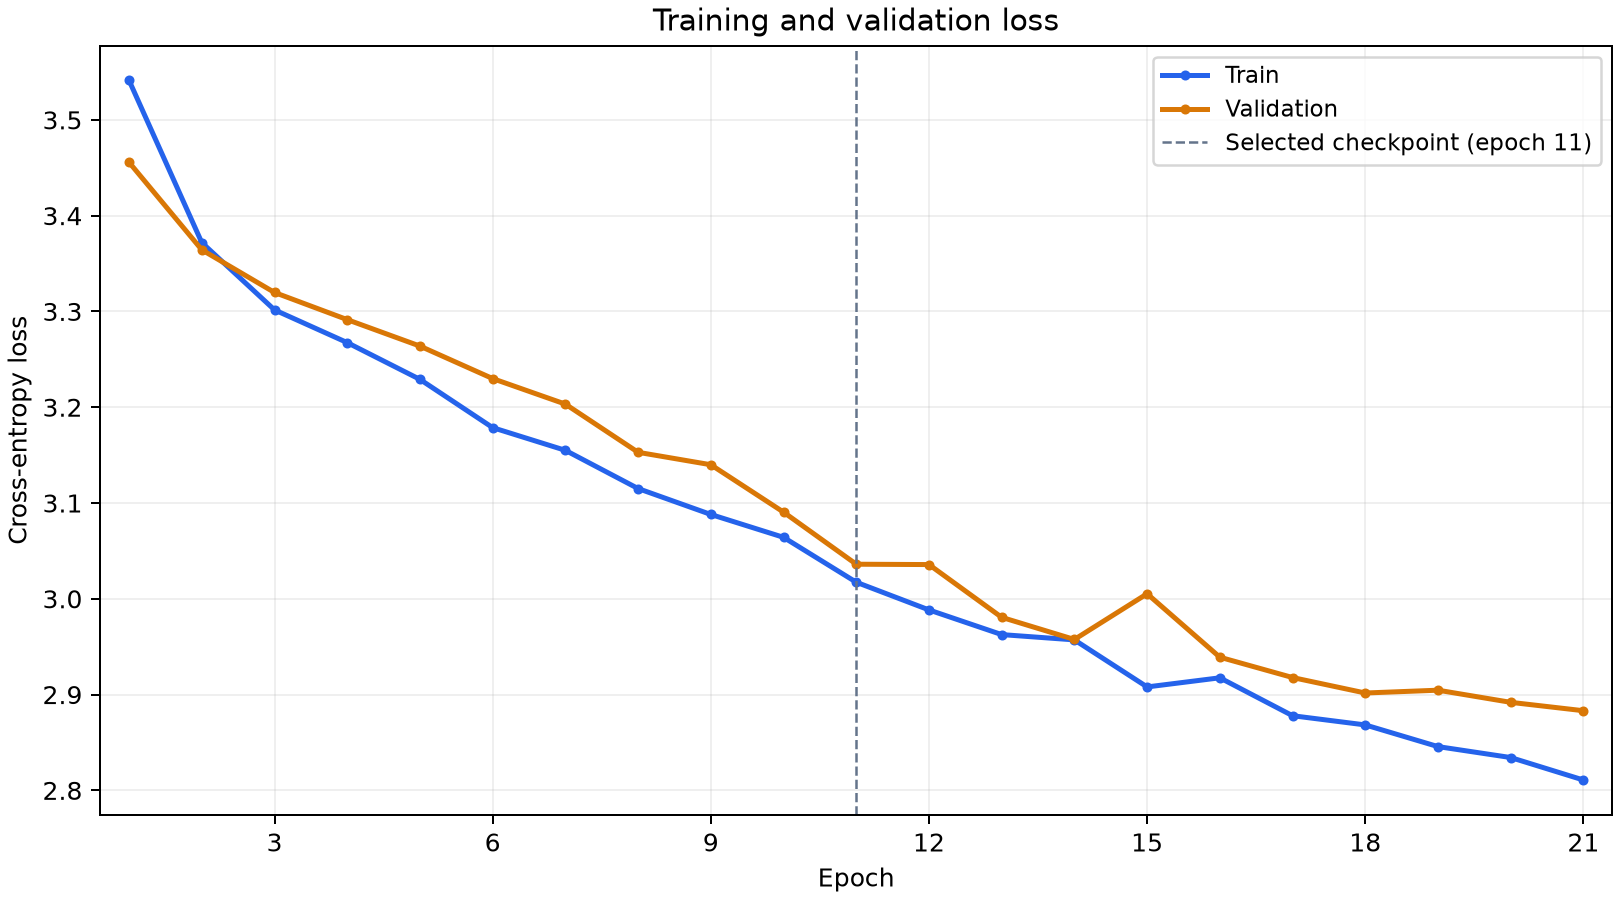 Training and validation loss
Train
Validation
Selected checkpoint (epoch 11)
Cross-entropy loss
3.5
3.4
3.3
3.2
3.1
3.0
2.9
2.8
3 6 9 12 15 18 21
Epoch